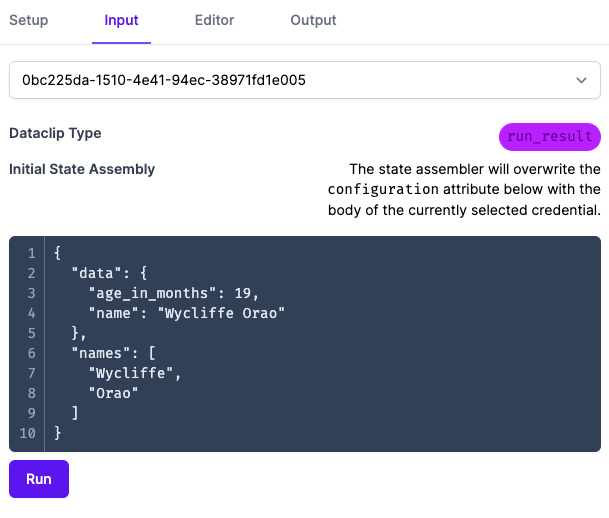 Setup Input Editor Output
0bc225da-1510-4e41-94ec-38971fd1e005
Dataclip Type run_result
Initial State Assembly The state assembler will overwrite the
configuration attribute below with the
body of the currently selected credential.
1 {
2 "data": {
3 "age_in_months": 19,
4 "name": "Wycliffe Orao"
5 },
6 "names": [
7 "Wycliffe",
8 "Orao"
9 ]
10 }
Run